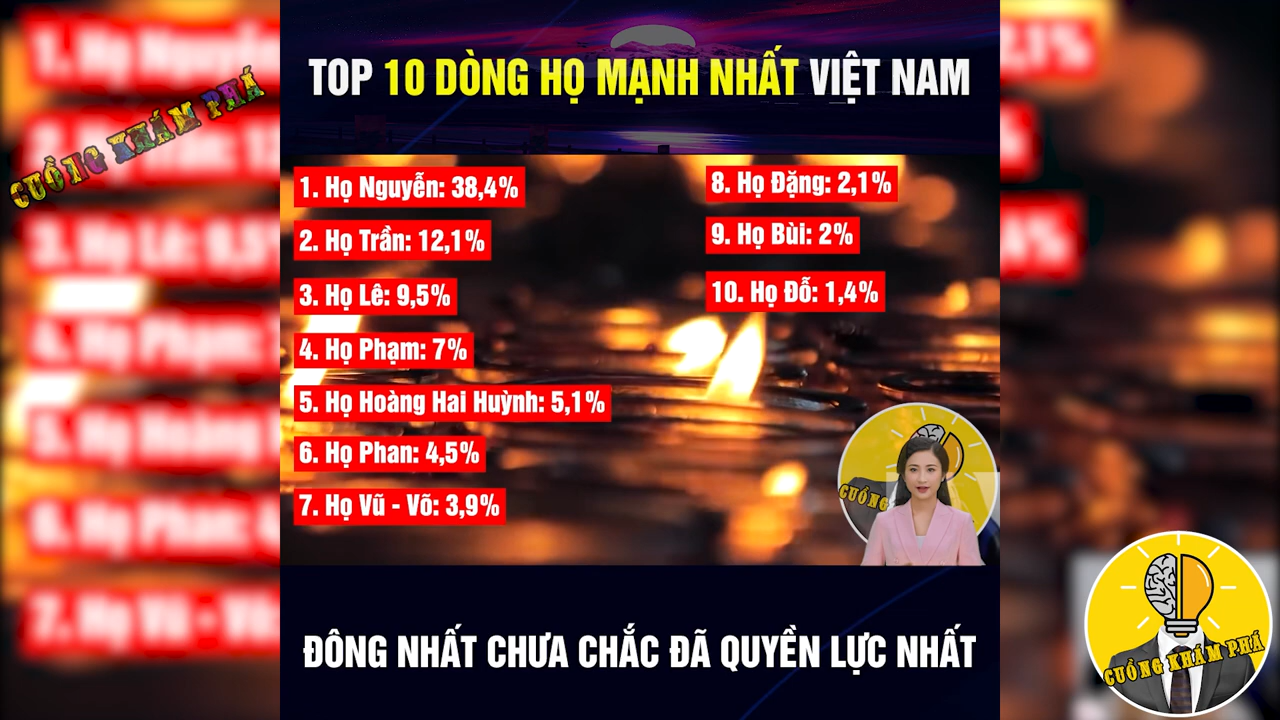 TOP 10 DÒNG HỌ MẠNH NHẤT VIỆT NAM
CUỒNG KHÁM PHÁ
1. Họ Nguyễn: 38,4%
2. Họ Trần: 12,1%
3. Họ Lê: 9,5%
4. Họ Phạm: 7%
5. Họ Hoàng Hai Huỳnh: 5,1%
6. Họ Phan: 4,5%
7. Họ Vũ - Võ: 3,9%
8. Họ Đặng: 2,1%
9. Họ Bùi: 2%
10. Họ Đỗ: 1,4%
CUỒNG
ĐÔNG NHẤT CHƯA CHẮC ĐÃ QUYỀN LỰC NHẤT
CUỒNG KHÁM PHÁ